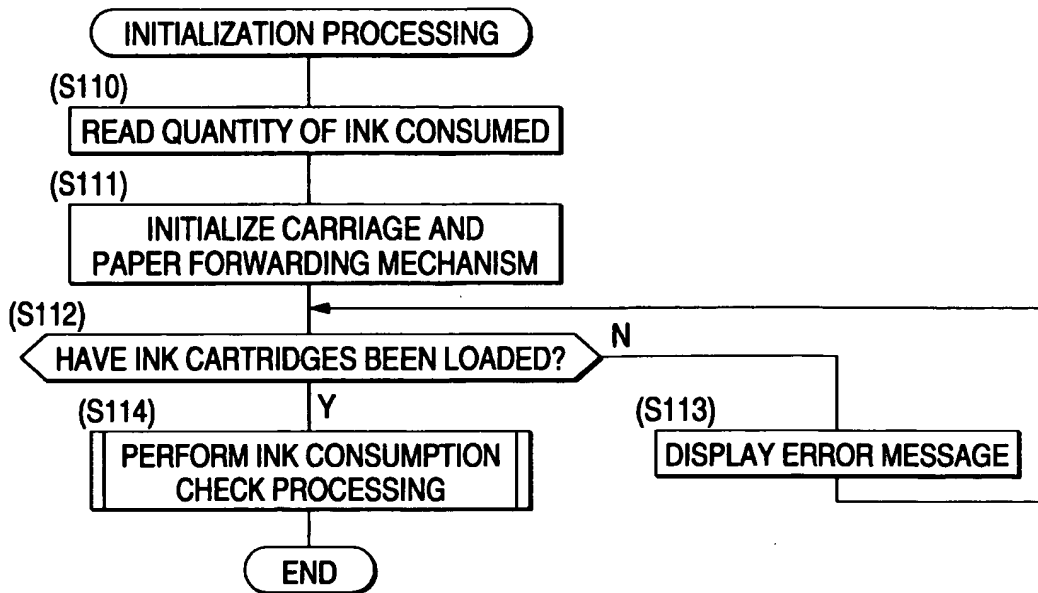 INITIALIZATION PROCESSING
(S110)
READ QUANTITY OF INK CONSUMED
(S111)
INITIALIZE CARRIAGE AND
PAPER FORWARDING MECHANISM
(S112)
HAVE INK CARTRIDGES BEEN LOADED?
N
Y
(S114)
PERFORM INK CONSUMPTION
CHECK PROCESSING
(S113)
DISPLAY ERROR MESSAGE
END